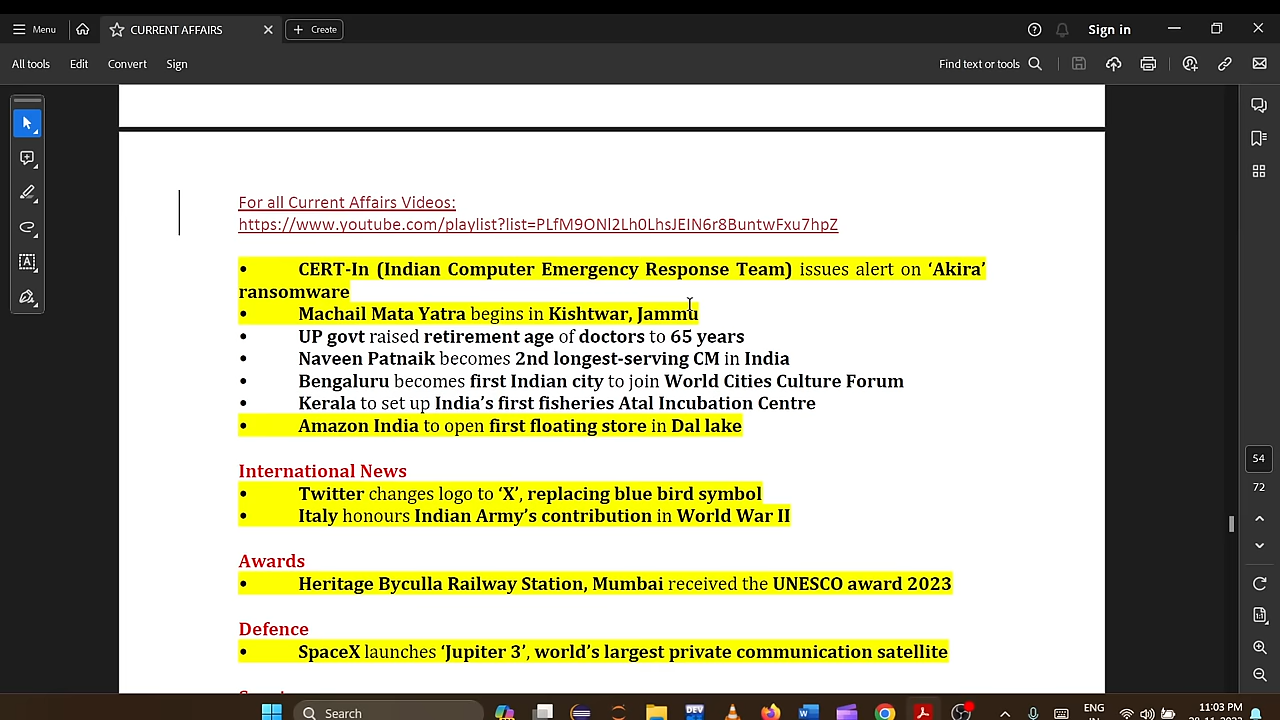 Menu
CURRENT AFFAIRS
Create
Sign in
All tools Edit Convert Sign
Find text or tools
For all Current Affairs Videos:
https://www.youtube.com/playlist?list=PLfM9ONl2Lh0LhsJEIN6r8BuntwFxu7hpZ
• CERT-In (Indian Computer Emergency Response Team) issues alert on ‘Akira’
ransomware
• Machail Mata Yatra begins in Kishtwar, Jammu
• UP govt raised retirement age of doctors to 65 years
• Naveen Patnaik becomes 2nd longest-serving CM in India
• Bengaluru becomes first Indian city to join World Cities Culture Forum
• Kerala to set up India’s first fisheries Atal Incubation Centre
• Amazon India to open first floating store in Dal lake
International News
• Twitter changes logo to ‘X’, replacing blue bird symbol
• Italy honours Indian Army’s contribution in World War II
Awards
• Heritage Byculla Railway Station, Mumbai received the UNESCO award 2023
Defence
• SpaceX launches ‘Jupiter 3’, world’s largest private communication satellite
54
72
Search
DEV
ENG
11:03 PM